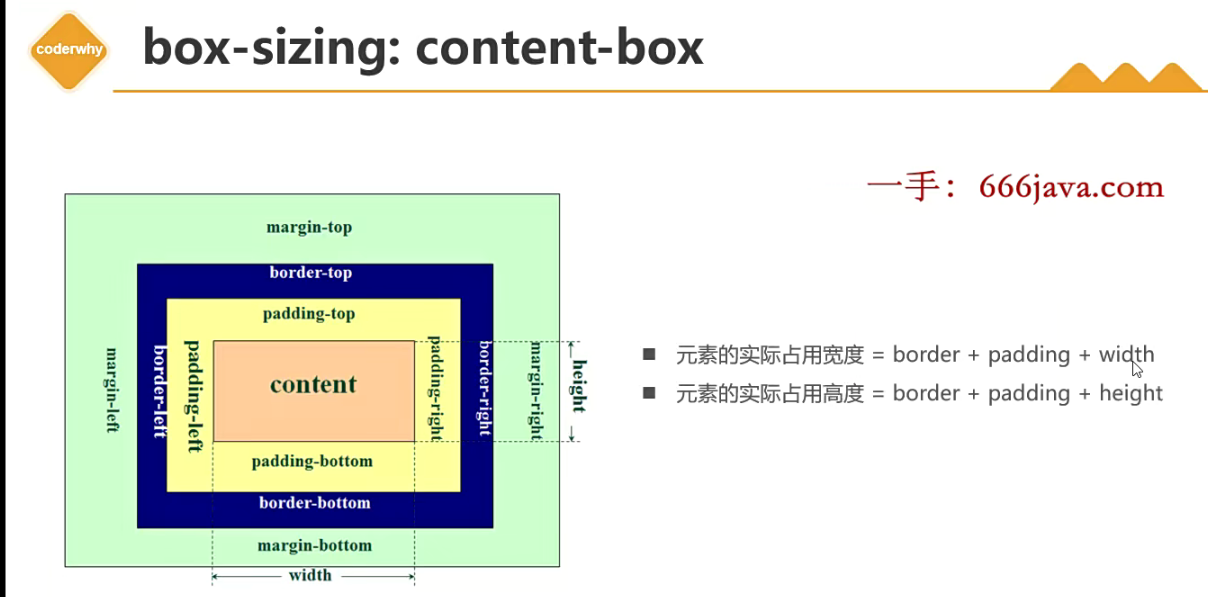 coderwhy
box-sizing: content-box
一手：666java.com
margin-top
border-top
padding-top
margin-left
border-left
padding-left
content
padding-right
border-right
margin-right
height
padding-bottom
border-bottom
margin-bottom
width
■ 元素的实际占用宽度 = border + padding + width
■ 元素的实际占用高度 = border + padding + height